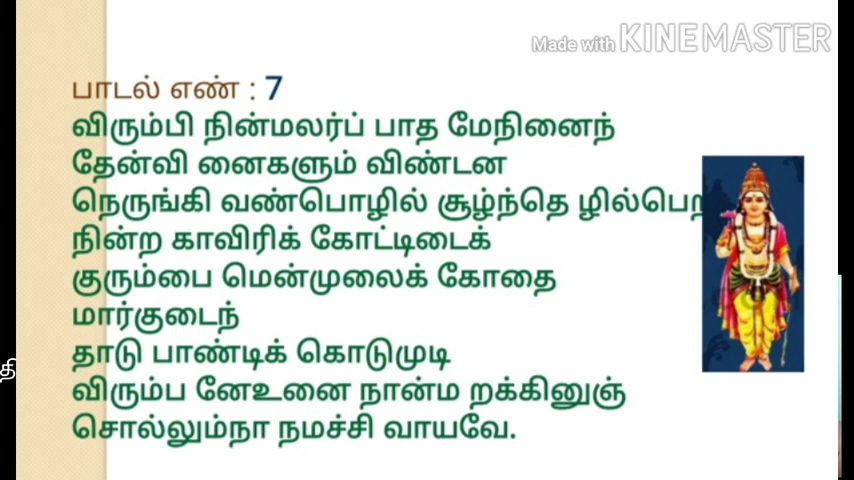 Made with KINEMASTER
பாடல் எண் : 7
விரும்பி நின்மலர்ப் பாத மேநினைந்
தேன்வி னைகளும் விண்டன
நெருங்கி வண்பொழில் சூழ்ந்தெ ழில்பெற
நின்ற காவிரிக் கோட்டிடைக்
குரும்பை மென்முலைக் கோதை
மார்குடைந்
தாடு பாண்டிக் கொடுமுடி
தி
விரும்ப னேஉனை நான்ம றக்கினுஞ்
சொல்லும்நா நமச்சி வாயவே.